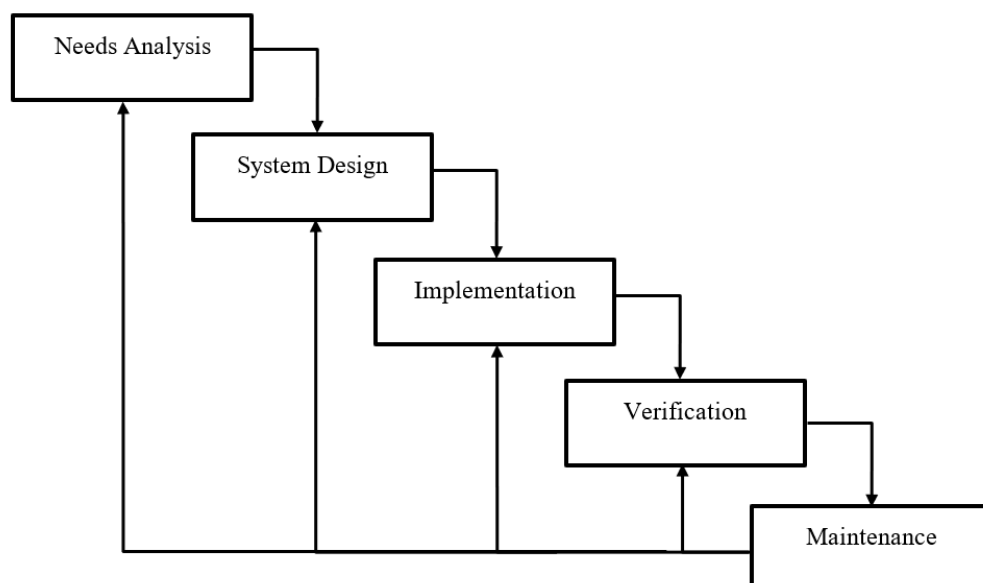 Needs Analysis
System Design
Implementation
Verification
Maintenance